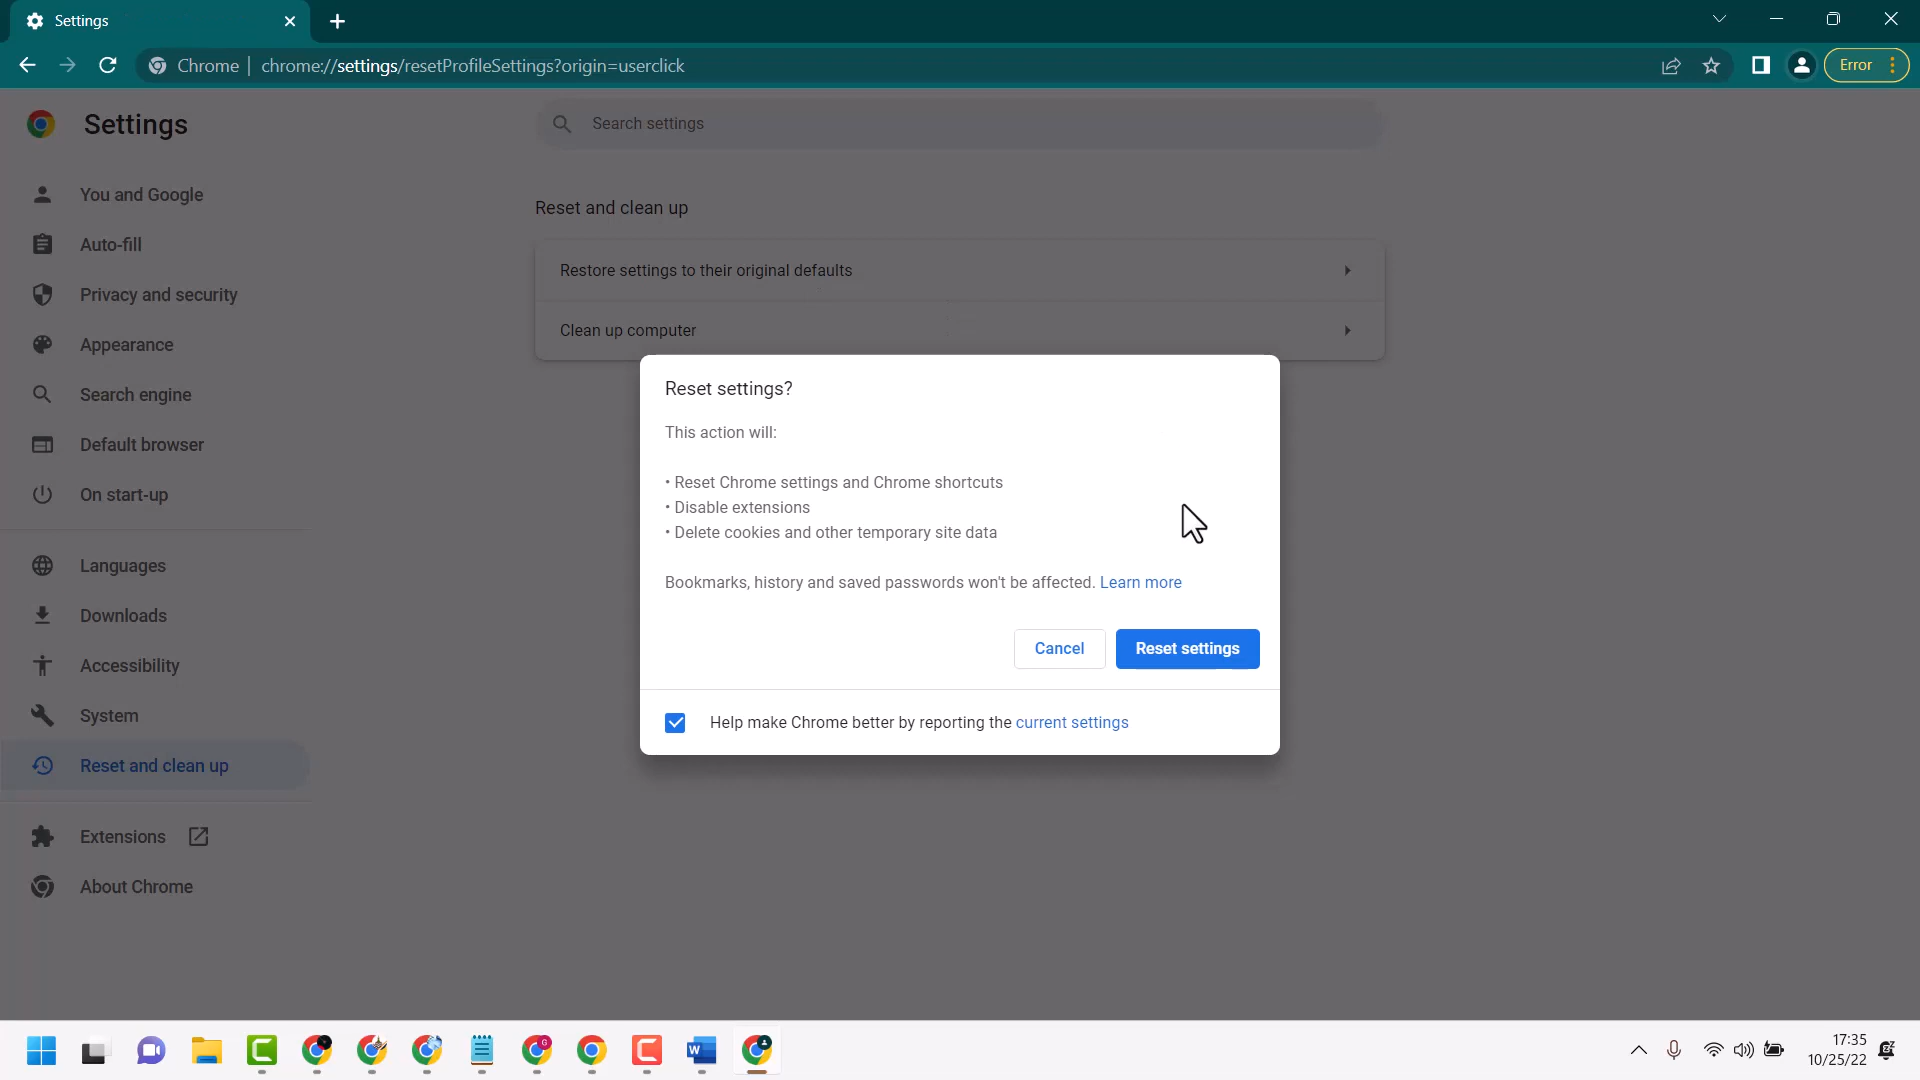 Settings
Chrome | chrome://settings/resetProfileSettings?origin=userclick
Error
Settings
Search settings
You and Google
Auto-fill
Privacy and security
Appearance
Search engine
Default browser
On start-up
Languages
Downloads
Accessibility
System
Reset and clean up
Extensions
About Chrome
Reset and clean up
Restore settings to their original defaults
Clean up computer
Reset settings?
This action will:
• Reset Chrome settings and Chrome shortcuts
• Disable extensions
• Delete cookies and other temporary site data
Bookmarks, history and saved passwords won't be affected. Learn more
Cancel
Reset settings
Help make Chrome better by reporting the current settings
17:35
10/25/22